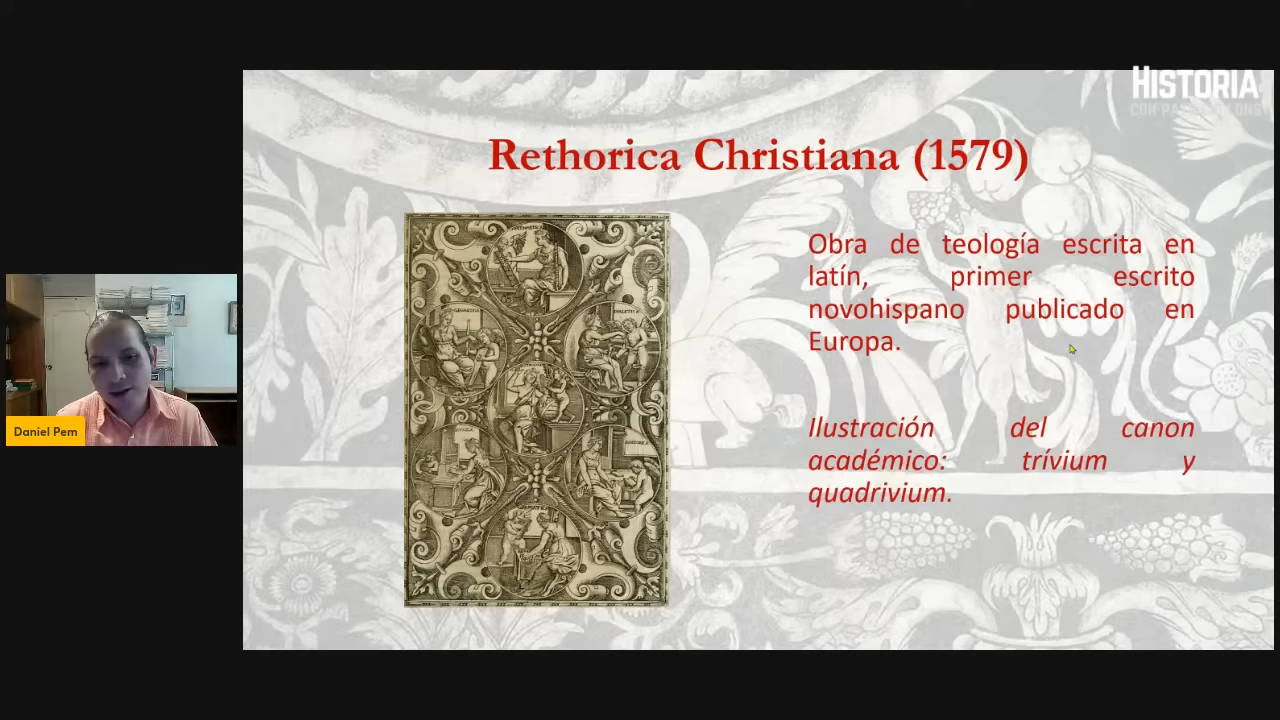 HISTORIA
Rethorica Christiana (1579)
Obra de teología escrita en
latín, primer escrito
novohispano publicado en
Europa.
Daniel Pem
Ilustración del canon
académico: trívium y
quadrivium.